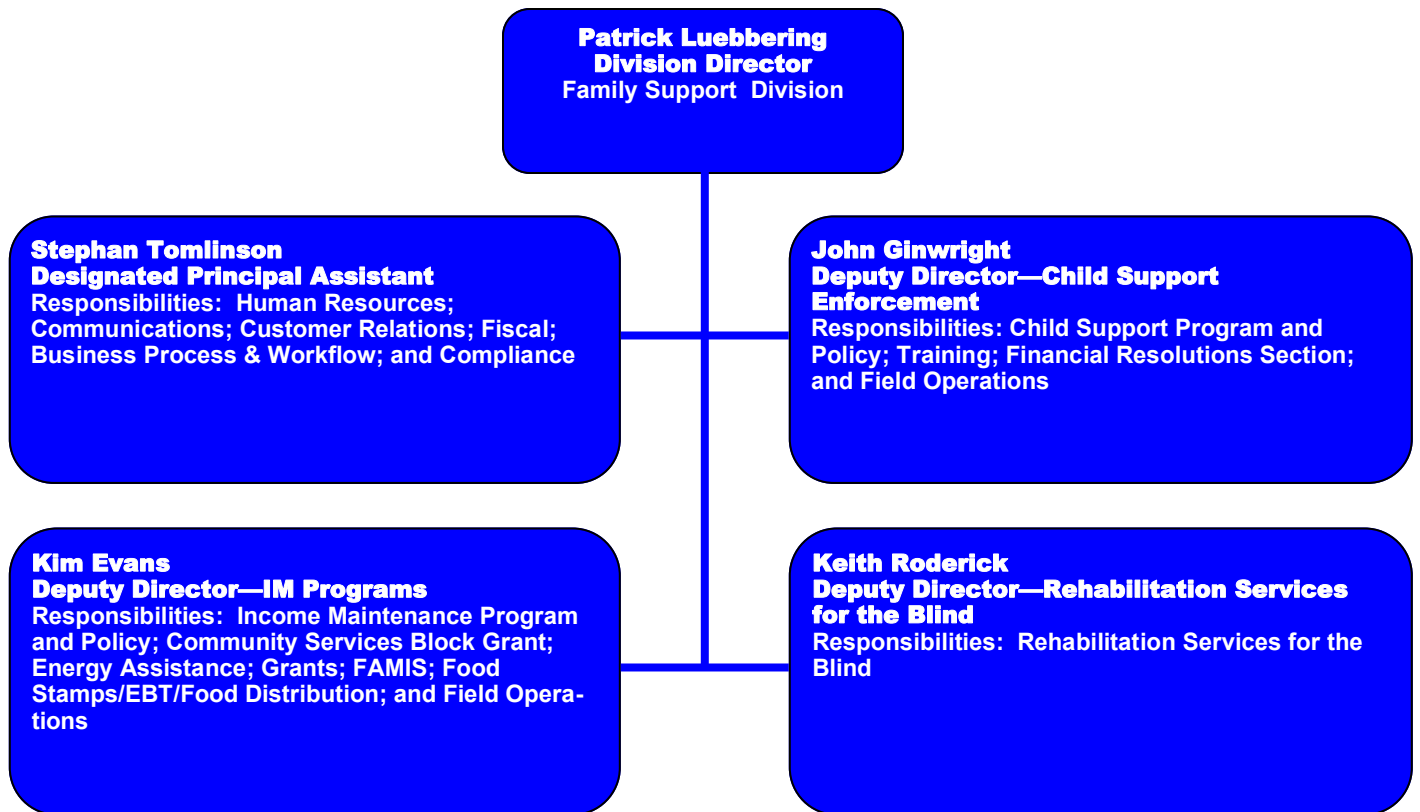 Patrick Luebbering
Division Director
Family Support Division
Stephan Tomlinson
Designated Principal Assistant
Responsibilities: Human Resources;
Communications; Customer Relations; Fiscal;
Business Process & Workflow; and Compliance
John Ginwright
Deputy Director—Child Support
Enforcement
Responsibilities: Child Support Program and
Policy; Training; Financial Resolutions Section;
and Field Operations
Kim Evans
Deputy Director—IM Programs
Responsibilities: Income Maintenance Program
and Policy; Community Services Block Grant;
Energy Assistance; Grants; FAMIS; Food
Stamps/EBT/Food Distribution; and Field Opera-
tions
Keith Roderick
Deputy Director—Rehabilitation Services
for the Blind
Responsibilities: Rehabilitation Services for the
Blind